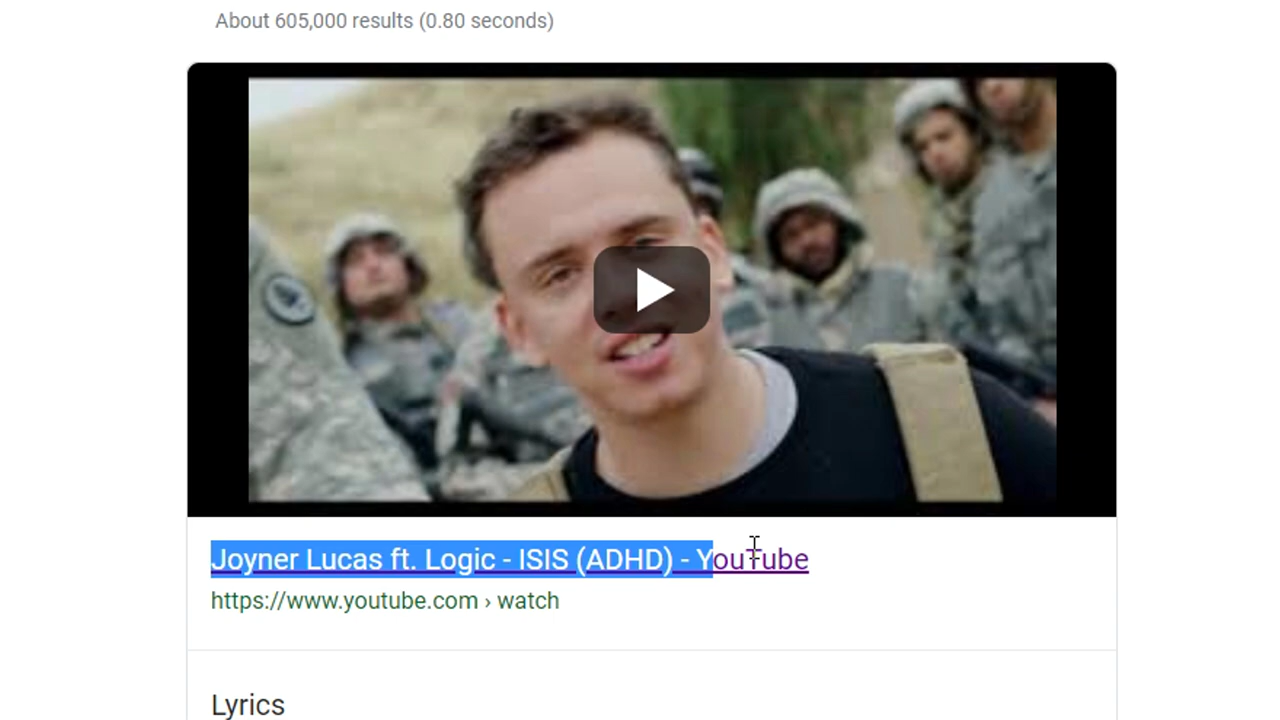 About 605,000 results (0.80 seconds)
Joyner Lucas ft. Logic - ISIS (ADHD) - YouTube
https://www.youtube.com › watch
Lyrics